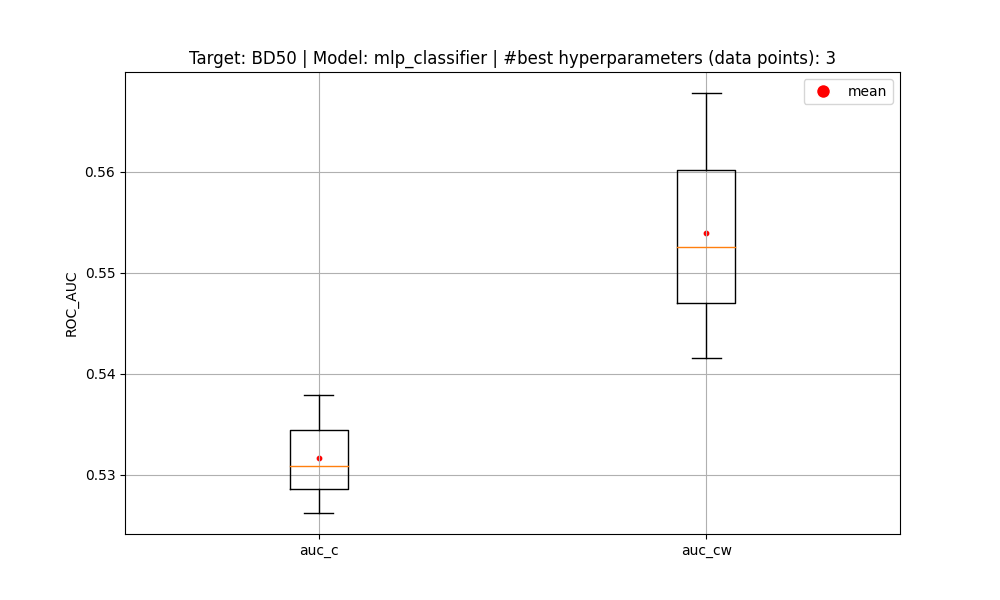 Target: BD50 | Model: mlp_classifier | #best hyperparameters (data points): 3
mean
0.56
0.55
0.54
0.53
ROC_AUC
auc_c
auc_cw